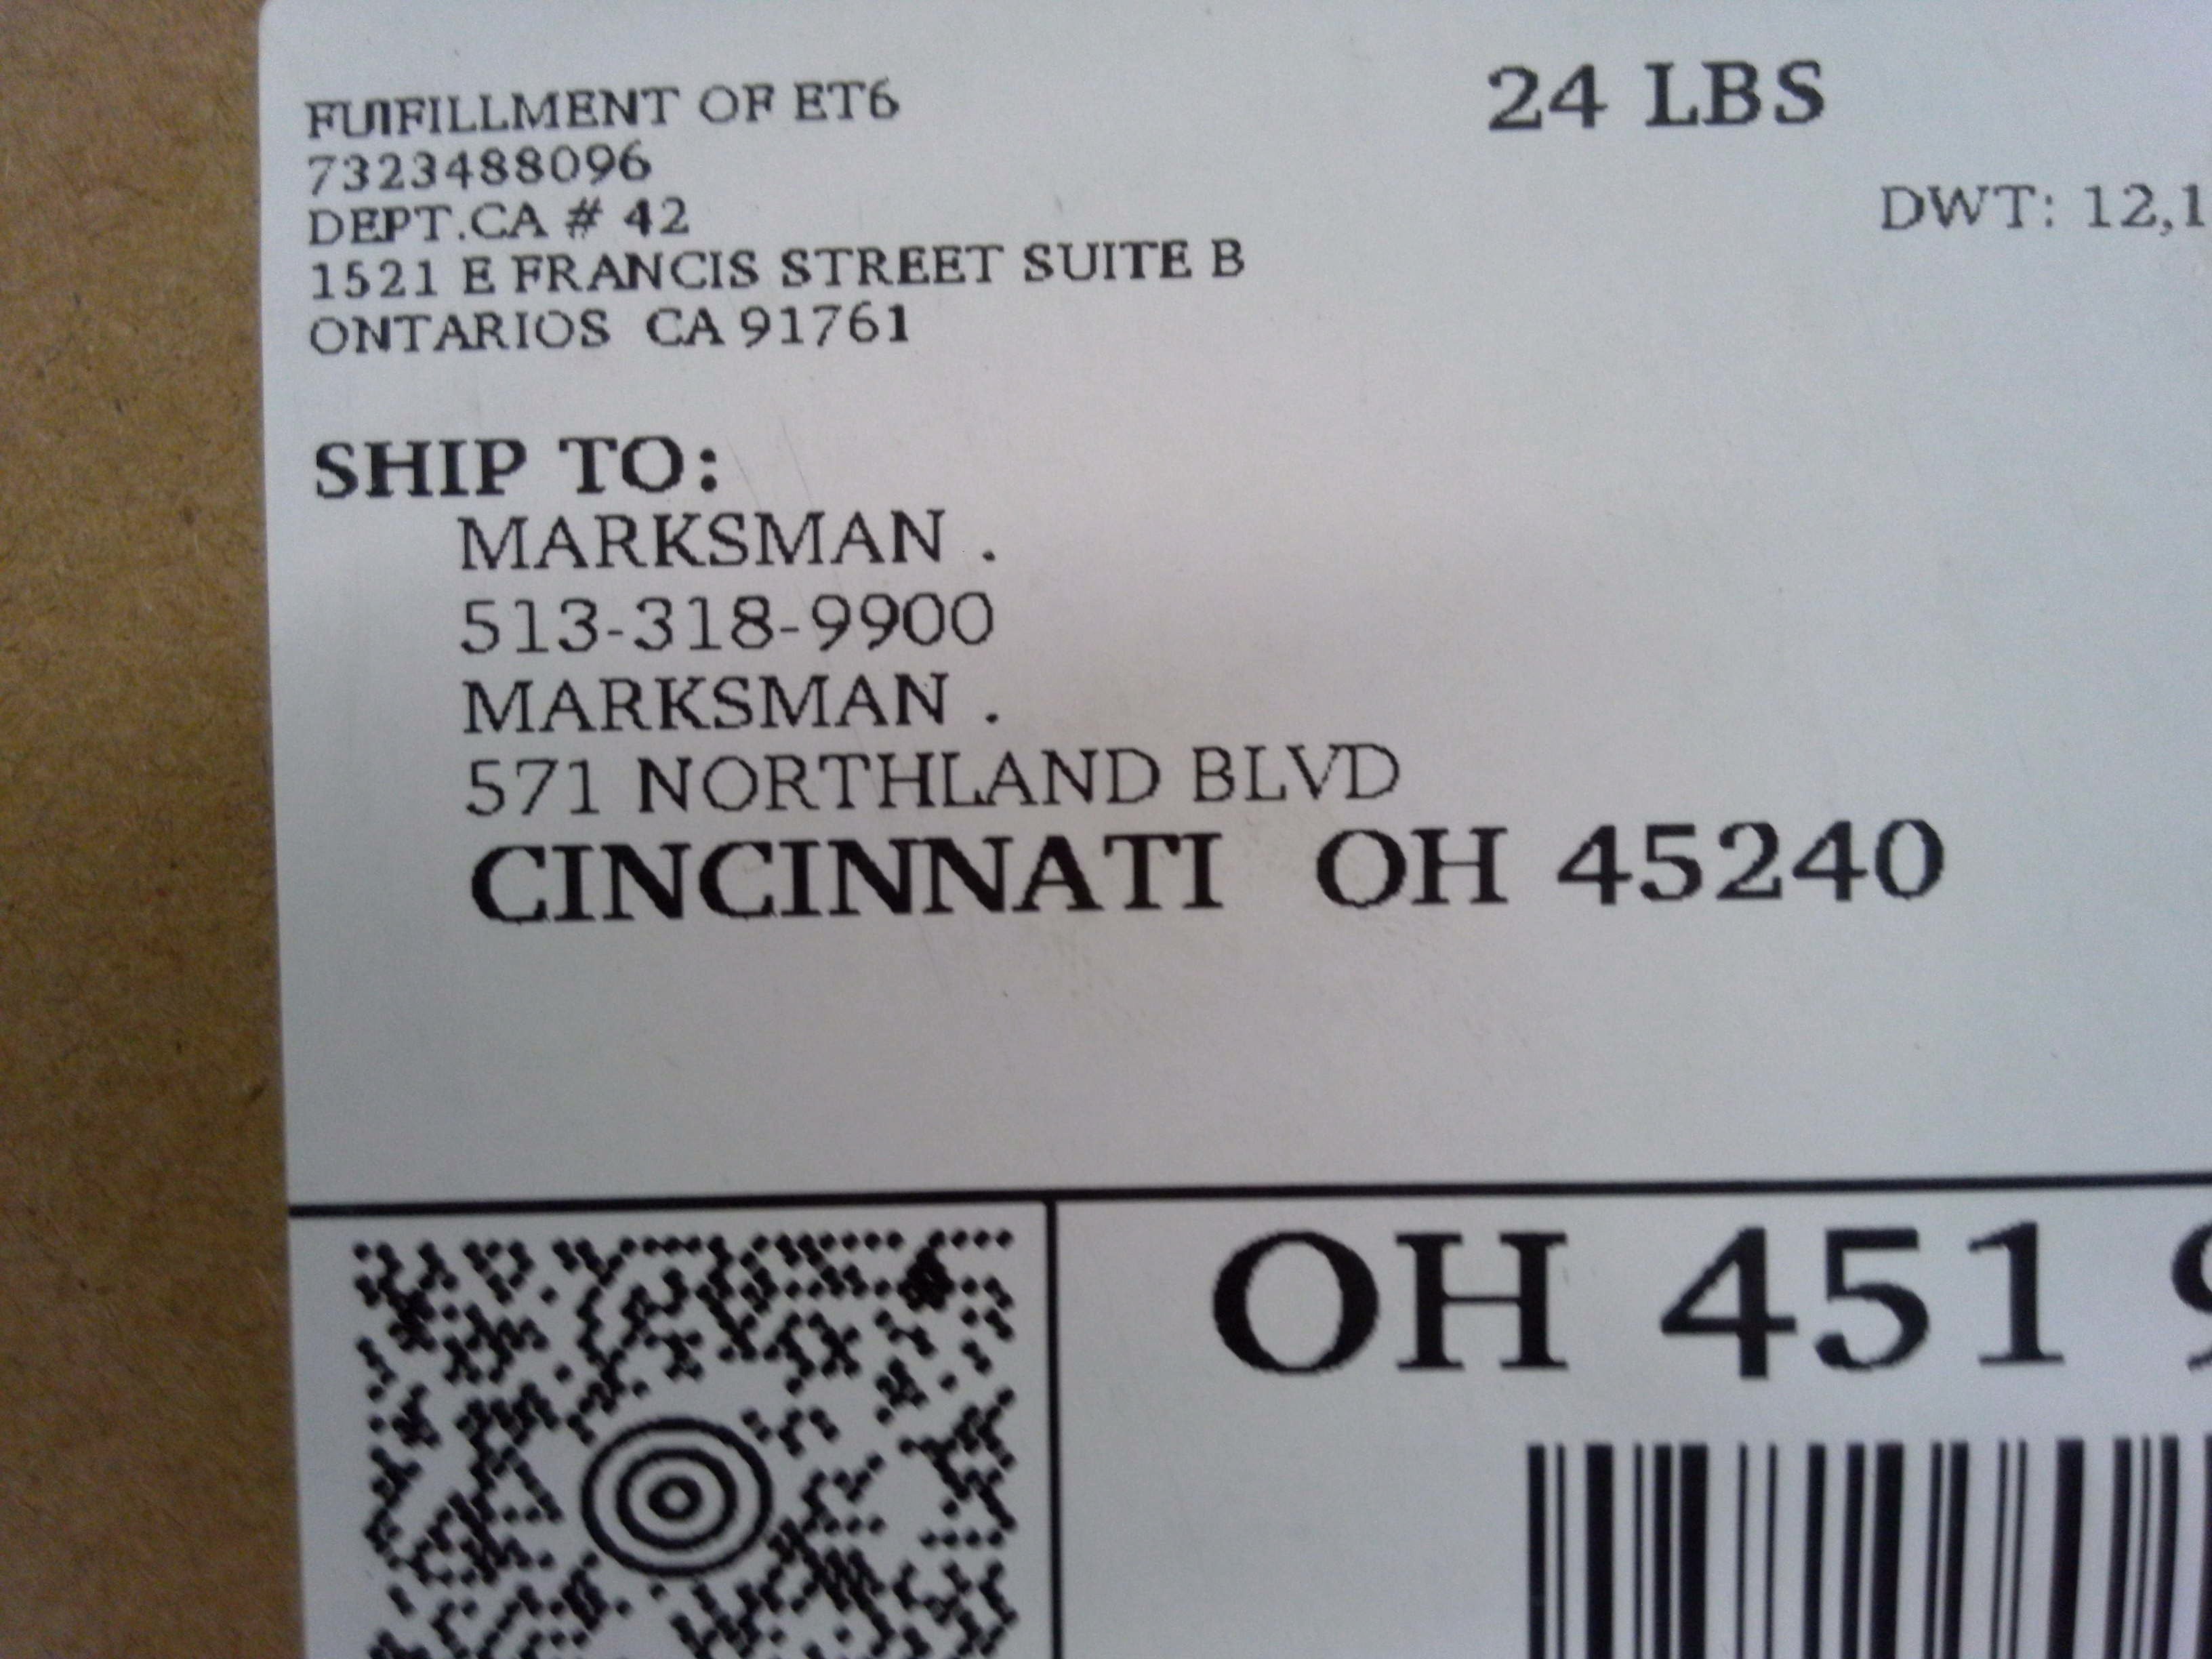 FUIFILLMENT OF ET6
7323488096
DEPT.CA # 42
1521 E FRANCIS STREET SUITE B
ONTARIOS CA 91761
24 LBS
DWT: 12,1
SHIP TO:
MARKSMAN .
513-318-9900
MARKSMAN .
571 NORTHLAND BLVD
CINCINNATI OH 45240
OH 451